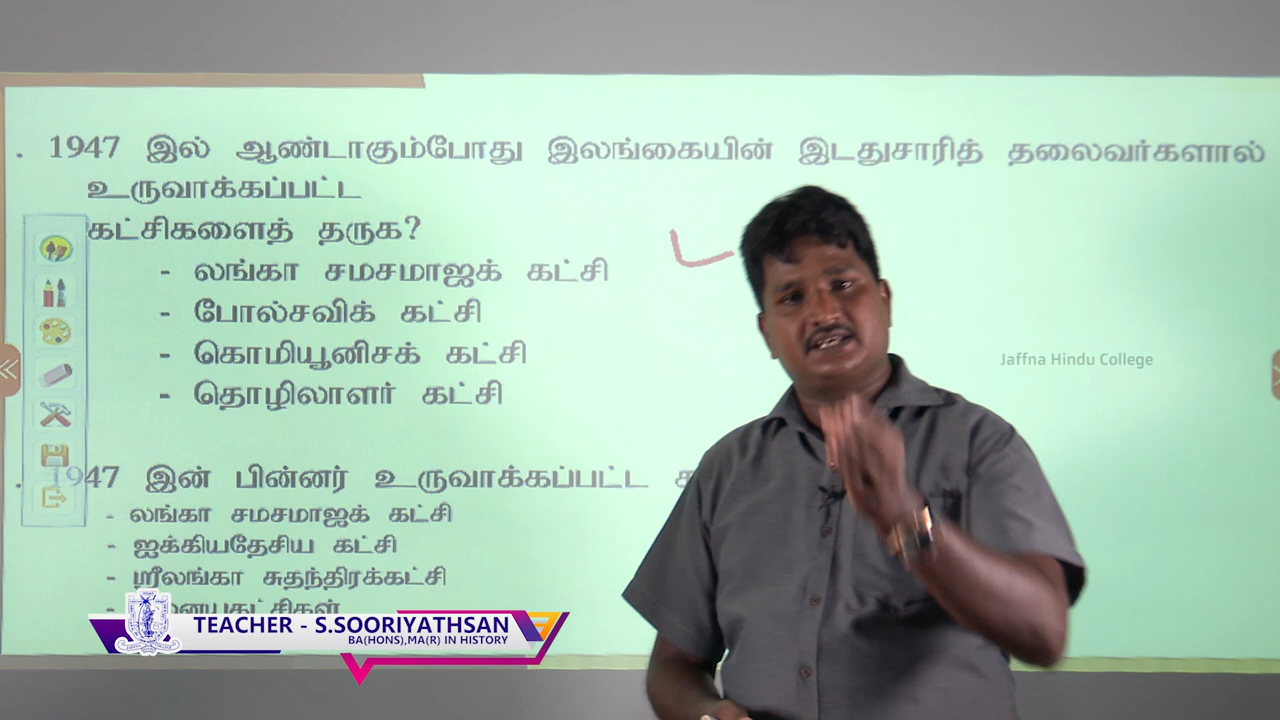 . 1947 இல் ஆண்டாகும்போது இலங்கையின் இடதுசாரித் தலைவர்களால்
உருவாக்கப்பட்ட
கட்சிகளைத் தருக?
- லங்கா சமசமாஜக் கட்சி
- போல்சவிக் கட்சி
- கொமியூனிசக் கட்சி
- தொழிலாளர் கட்சி
Jaffna Hindu College
. 1947 இன் பின்னர் உருவாக்கப்பட்ட
- லங்கா சமசமாஜக் கட்சி
- ஐக்கியதேசிய கட்சி
- ஸ்ரீலங்கா சுதந்திரக்கட்சி
TEACHER - S.SOORIYATHSAN
BA(HONS),MA(R) IN HISTORY